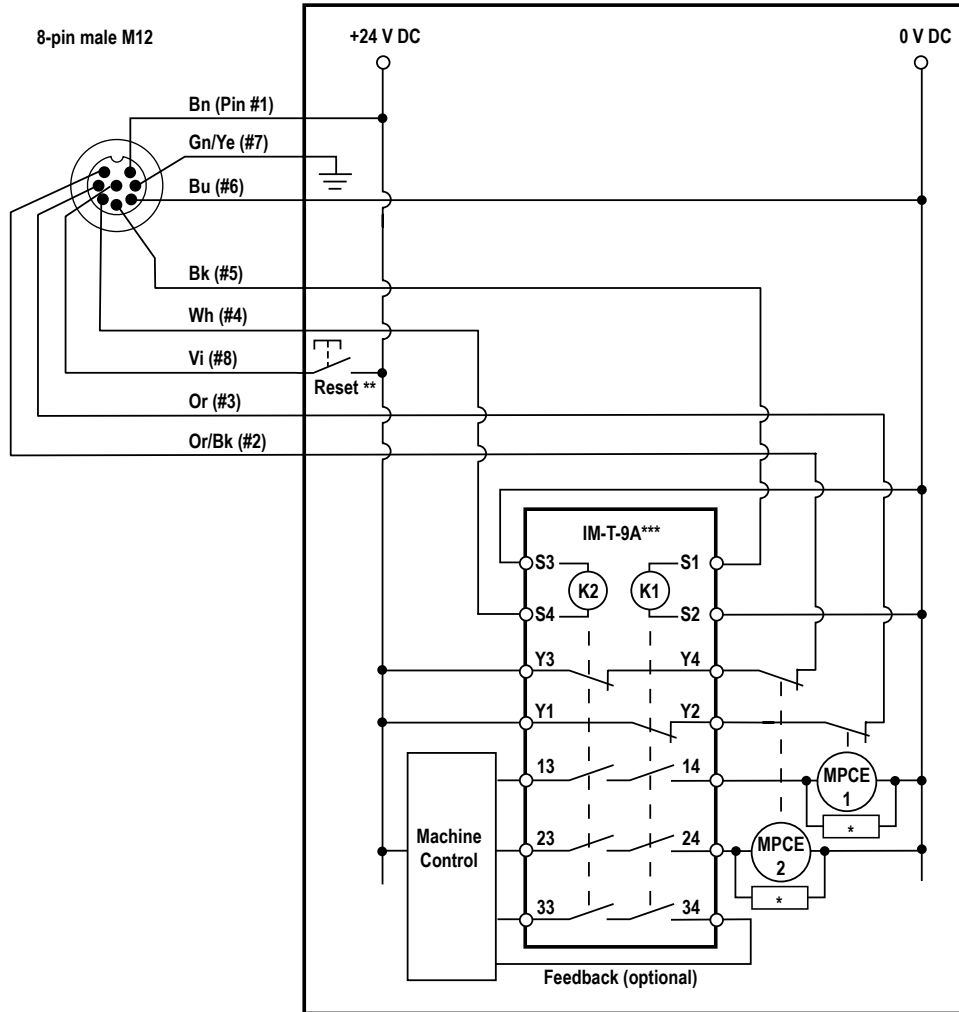 8-pin male M12
+24 V DC
0 V DC
Bn (Pin #1)
Gn/Ye (#7)
Bu (#6)
Bk (#5)
Wh (#4)
Vi (#8)
Reset **
Or (#3)
Or/Bk (#2)
IM-T-9A***
S3
S1
K2
K1
S4
S2
Y3
Y4
Y1
Y2
13
14
MPCE
1
*
Machine
Control
23
24
MPCE
2
*
33
34
Feedback (optional)